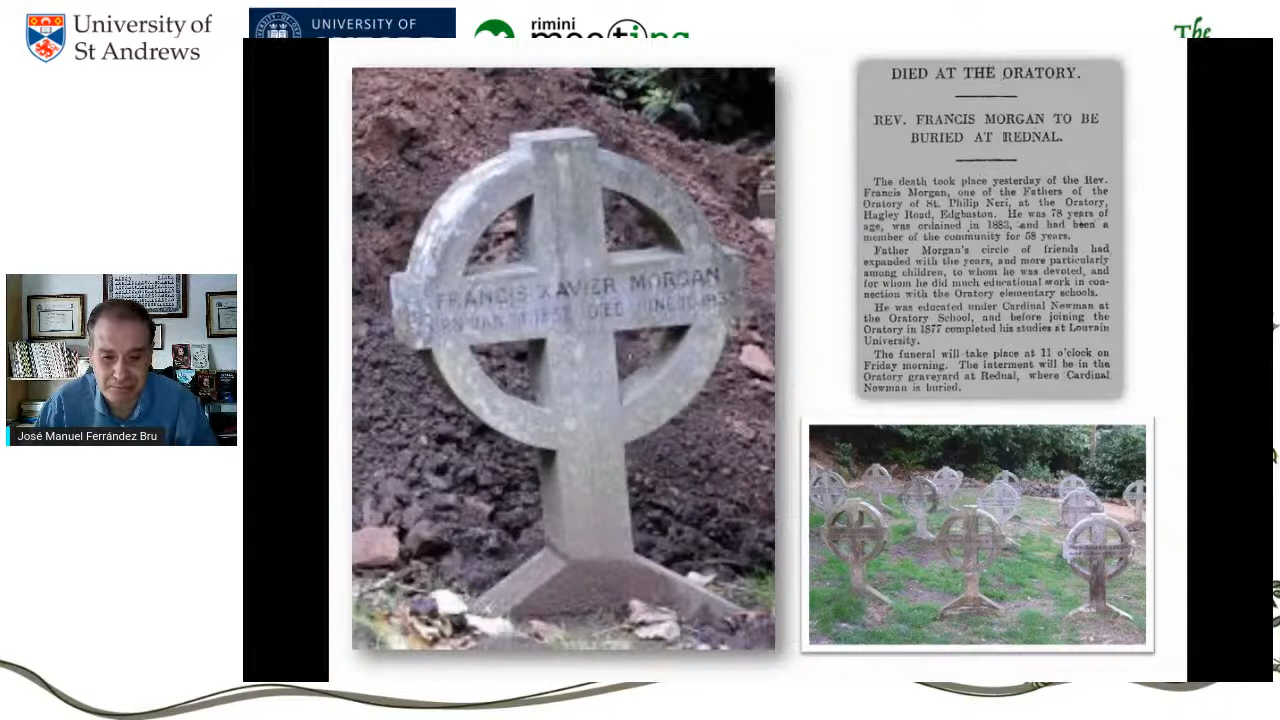 University of
St Andrews
UNIVERSITY OF
rimini
meeting
The
DIED AT THE ORATORY.
REV. FRANCIS MORGAN TO BE
BURIED AT REDNAL.
The death took place yesterday of the Rev.
Francis Morgan, one of the Fathers of the
Oratory of St. Philip Neri, at the Oratory,
Hagley Road, Edgbaston. He was 78 years of
age, was ordained in 1883, and had been a
member of the community for 58 years.
Father Morgan's circle of friends had
expanded with the years, and more particularly
among children, to whom he was devoted, and
for whom he did much educational work in con-
nection with the Oratory elementary schools.
He was educated under Cardinal Newman at
the Oratory School, and before joining the
Oratory in 1877 completed his studies at Louvain
University.
The funeral will take place at 11 o'clock on
Friday morning. The interment will be in the
Oratory graveyard at Rednal, where Cardinal
Newman is buried.
FRANCIS XAVIER MORGAN
DIED JUNE
José Manuel Ferrández Bru